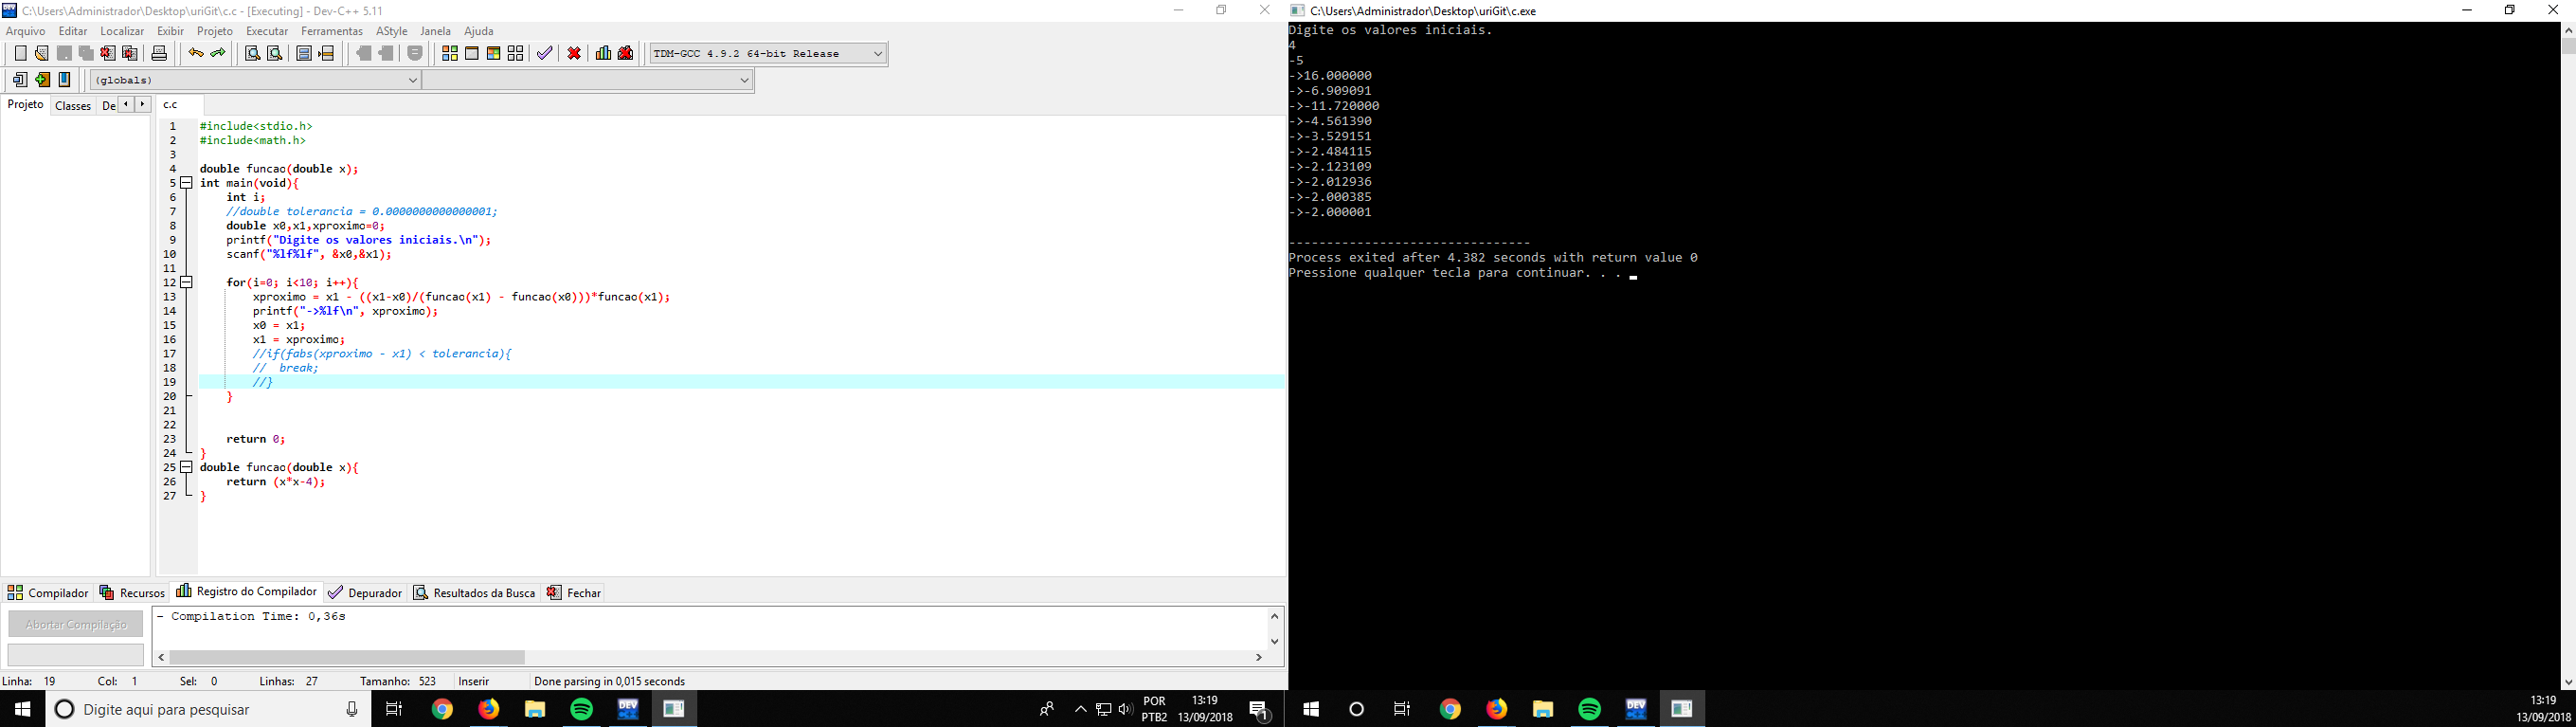 C:\Users\Administrador\Desktop\uriGit\c.c - [Executing] - Dev-C++ 5.11
Arquivo Editar Localizar Exibir Projeto Executar Ferramentas AStyle Janela Ajuda
TDM-GCC 4.9.2 64-bit Release
(globals)
Projeto Classes De
c.c
1 #include<stdio.h>
2 #include<math.h>
3
4 double funcao(double x);
5 int main(void){
6 int i;
7 //double tolerancia = 0.0000000000000001;
8 double x0,x1,xproximo=0;
9 printf("Digite os valores iniciais.\n");
10 scanf("%lf%lf", &x0,&x1);
11
12 for(i=0; i<10; i++){
13 xproximo = x1 - ((x1-x0)/(funcao(x1) - funcao(x0)))*funcao(x1);
14 printf("->%lf\n", xproximo);
15 x0 = x1;
16 x1 = xproximo;
17 //if(fabs(xproximo - x1) < tolerancia){
18 // break;
19 //}
20 }
21
22
23 return 0;
24 }
25 double funcao(double x){
26 return (x*x-4);
27 }
Compilador Recursos Registro do Compilador Depurador Resultados da Busca Fechar
Abortar Compilação
- Compilation Time: 0,36s
Linha: 19 Col: 1 Sel: 0 Linhas: 27 Tamanho: 523 Inserir Done parsing in 0,015 seconds
Digite aqui para pesquisar
DEV
POR
PTB2
13:19
13/09/2018
1
C:\Users\Administrador\Desktop\uriGit\c.exe
Digite os valores iniciais.
4
-5
->16.000000
->-6.909091
->-11.720000
->-4.561390
->-3.529151
->-2.484115
->-2.123109
->-2.012936
->-2.000385
->-2.000001
--------------------------------
Process exited after 4.382 seconds with return value 0
Pressione qualquer tecla para continuar. . .
DEV
13:19
13/09/2018